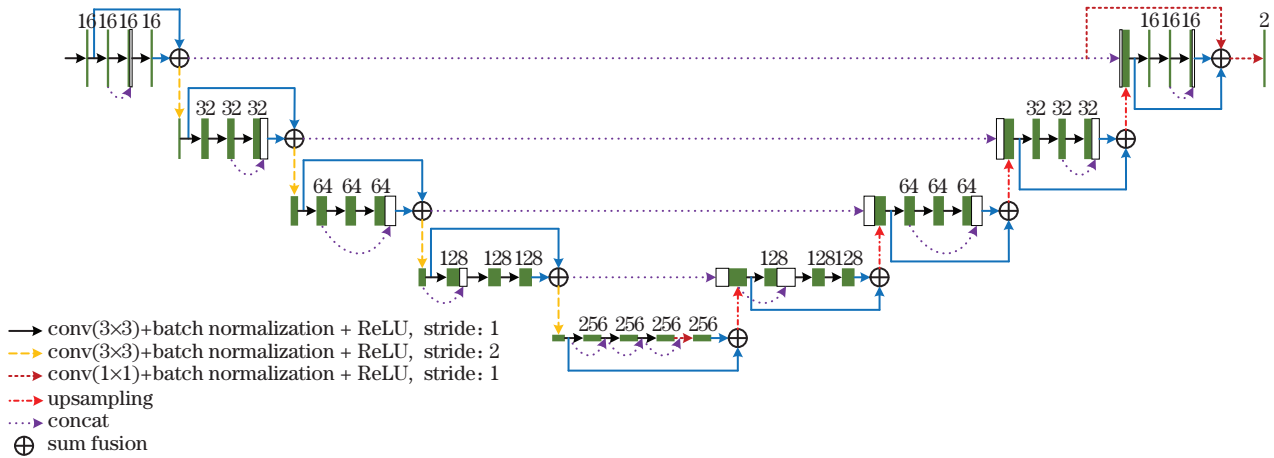 16 16 16 16
16 16 16
2
32 32 32
32 32 32
64 64 64
64 64 64
128 128 128
128 128 128
256 256 256 256
conv(3×3)+batch normalization + ReLU, stride: 1
conv(3×3)+batch normalization + ReLU, stride: 2
conv(1×1)+batch normalization + ReLU, stride: 1
upsampling
concat
sum fusion